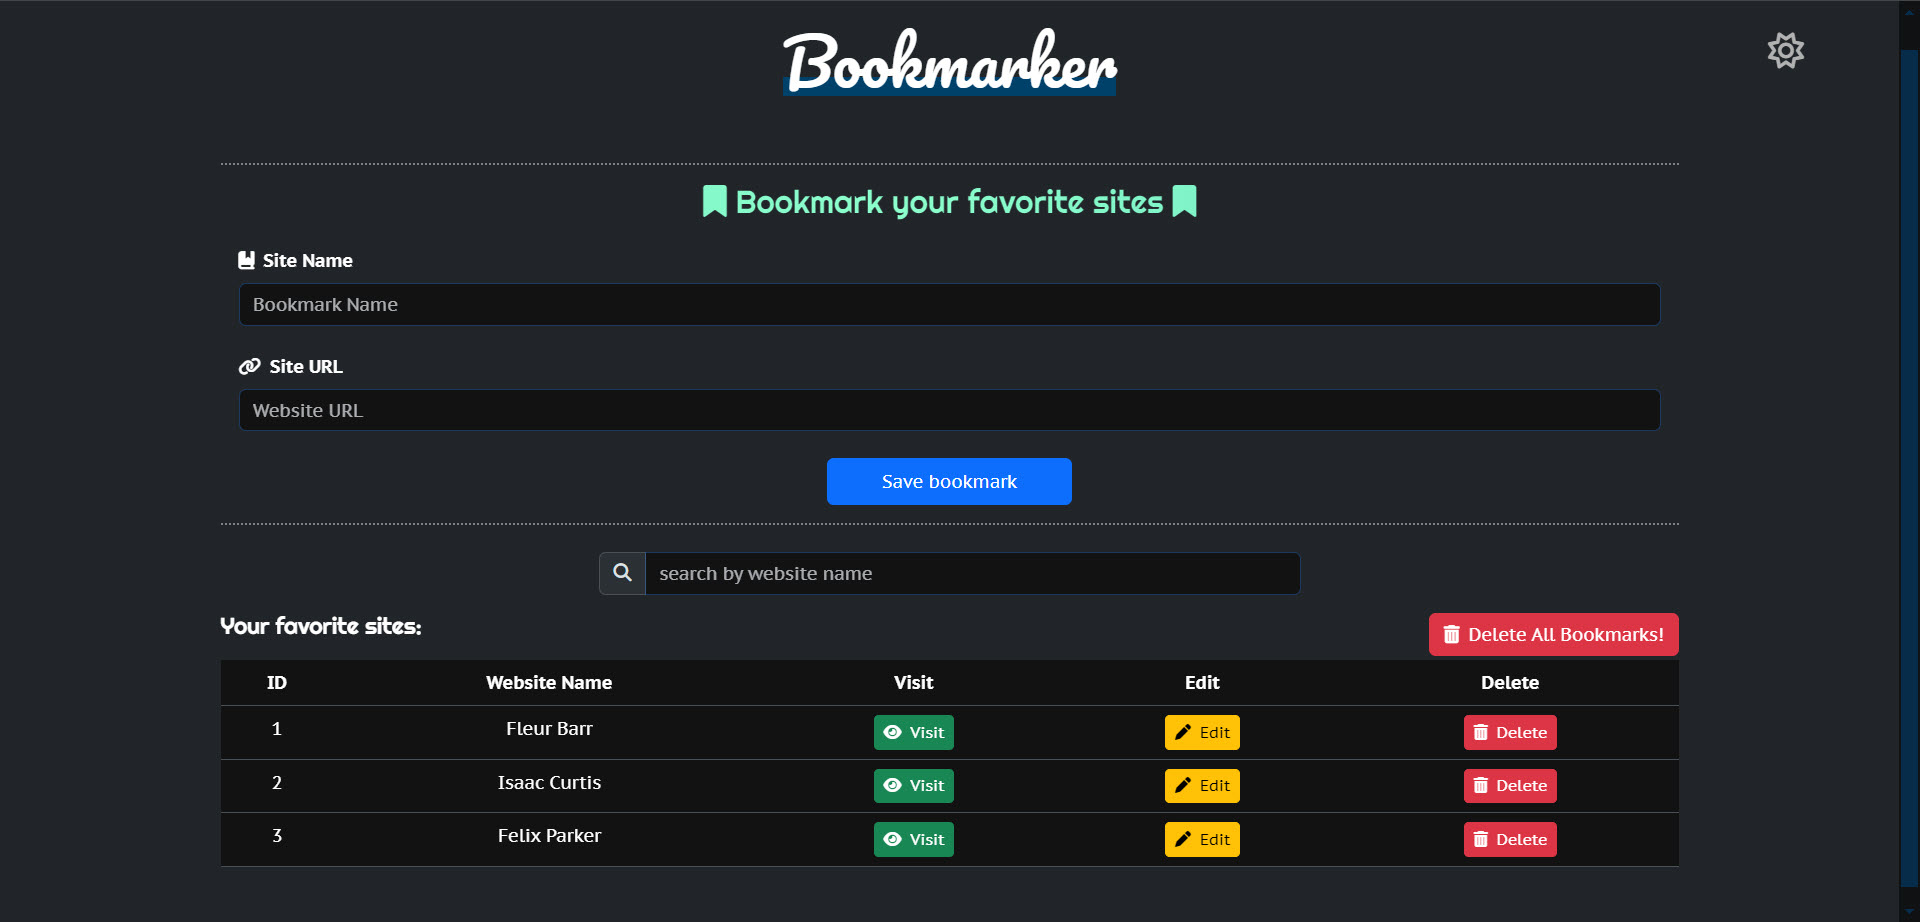 Bookmarker
Bookmark your favorite sites
Site Name
Bookmark Name
Site URL
Website URL
Save bookmark
search by website name
Your favorite sites:
Delete All Bookmarks!
ID Website Name Visit Edit Delete
1 Fleur Barr Visit Edit Delete
2 Isaac Curtis Visit Edit Delete
3 Felix Parker Visit Edit Delete